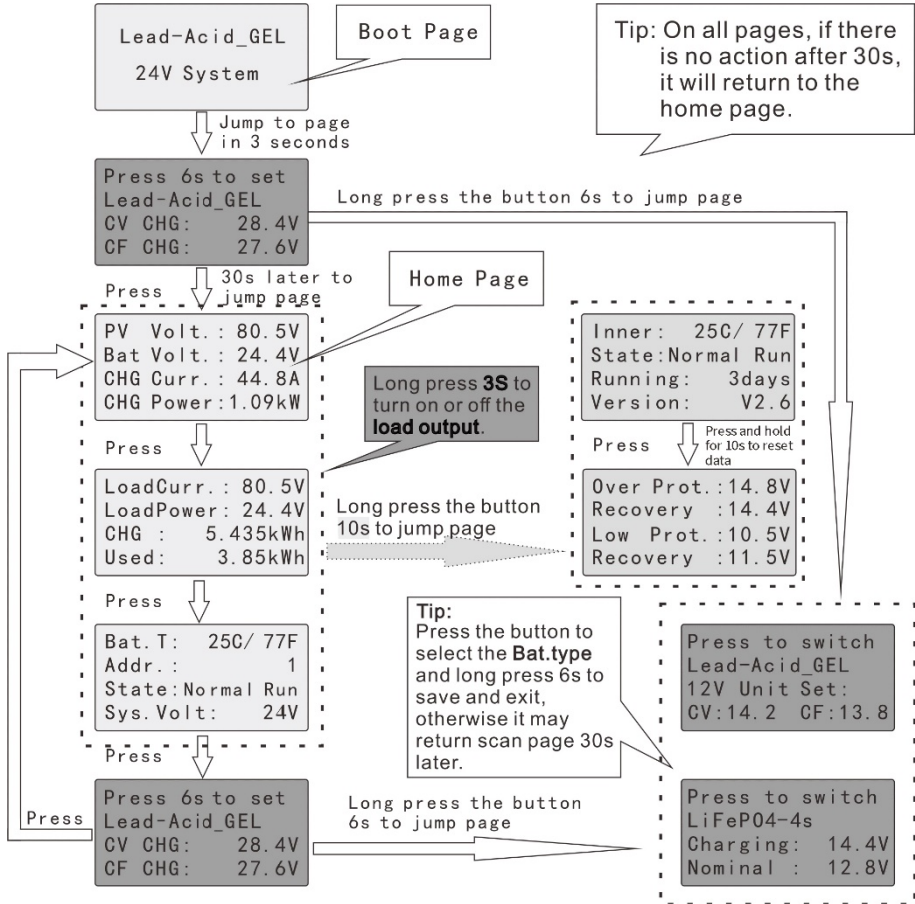 Lead-Acid_GEL
24V System
Boot Page
Tip: On all pages, if there
is no action after 30s,
it will return to the
home page.
Jump to page
in 3 seconds
Press 6s to set
Lead-Acid_GEL
CV CHG: 28.4V
CF CHG: 27.6V
Long press the button 6s to jump page
Press
30s later to
jump page
Home Page
PV Volt.: 80.5V
Bat Volt.: 24.4V
CHG Curr.: 44.8A
CHG Power:1.09kW
Long press 3S to
turn on or off the
load output.
Inner: 25C/ 77F
State:Normal Run
Running: 3days
Version: V2.6
Press
Press
Press and hold
for 10s to reset
data
LoadCurr.: 80.5V
LoadPower: 24.4V
CHG : 5.435kWh
Used: 3.85kWh
Long press the button
10s to jump page
Over Prot.:14.8V
Recovery :14.4V
Low Prot.:10.5V
Recovery :11.5V
Press
Bat.T: 25C/ 77F
Addr.: 1
State:Normal Run
Sys.Volt: 24V
Tip:
Press the button to
select the Bat.type
and long press 6s to
save and exit,
otherwise it may
return scan page 30s
later.
Press to switch
Lead-Acid_GEL
12V Unit Set:
CV:14.2 CF:13.8
Press
Press
Press 6s to set
Lead-Acid_GEL
CV CHG: 28.4V
CF CHG: 27.6V
Long press the button
6s to jump page
Press to switch
LiFePO4-4s
Charging: 14.4V
Nominal : 12.8V